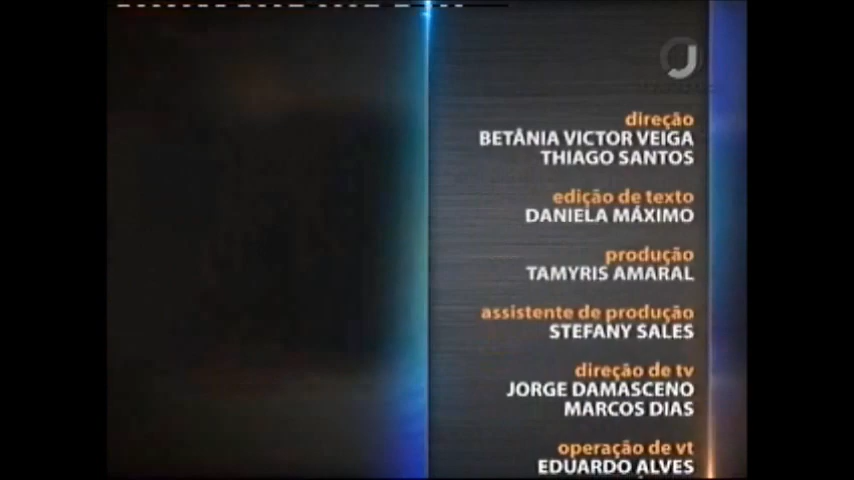 J
direção
BETÂNIA VICTOR VEIGA
THIAGO SANTOS
edição de texto
DANIELA MÁXIMO
produção
TAMYRIS AMARAL
assistente de produção
STEFANY SALES
direção de tv
JORGE DAMASCENO
MARCOS DIAS
operação de vt
EDUARDO ALVES